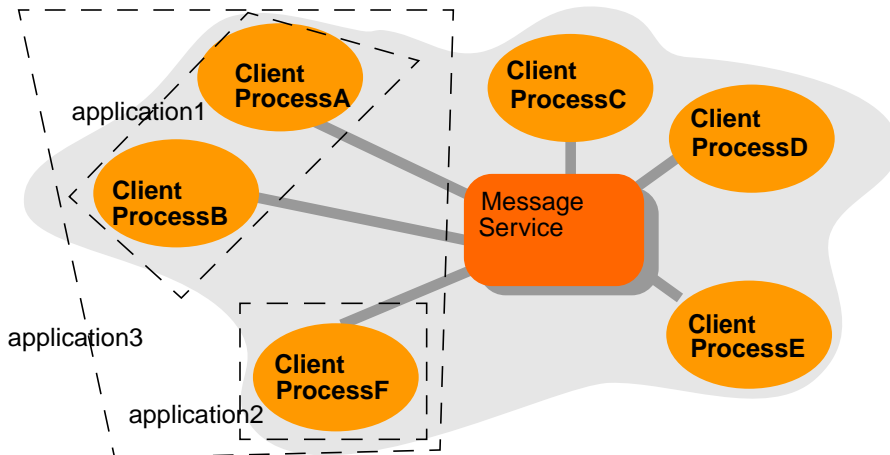 Client
ProcessA
Client
ProcessC
application1
Client
ProcessD
Client
ProcessB
Message
Service
Client
ProcessE
application3
Client
ProcessF
application2